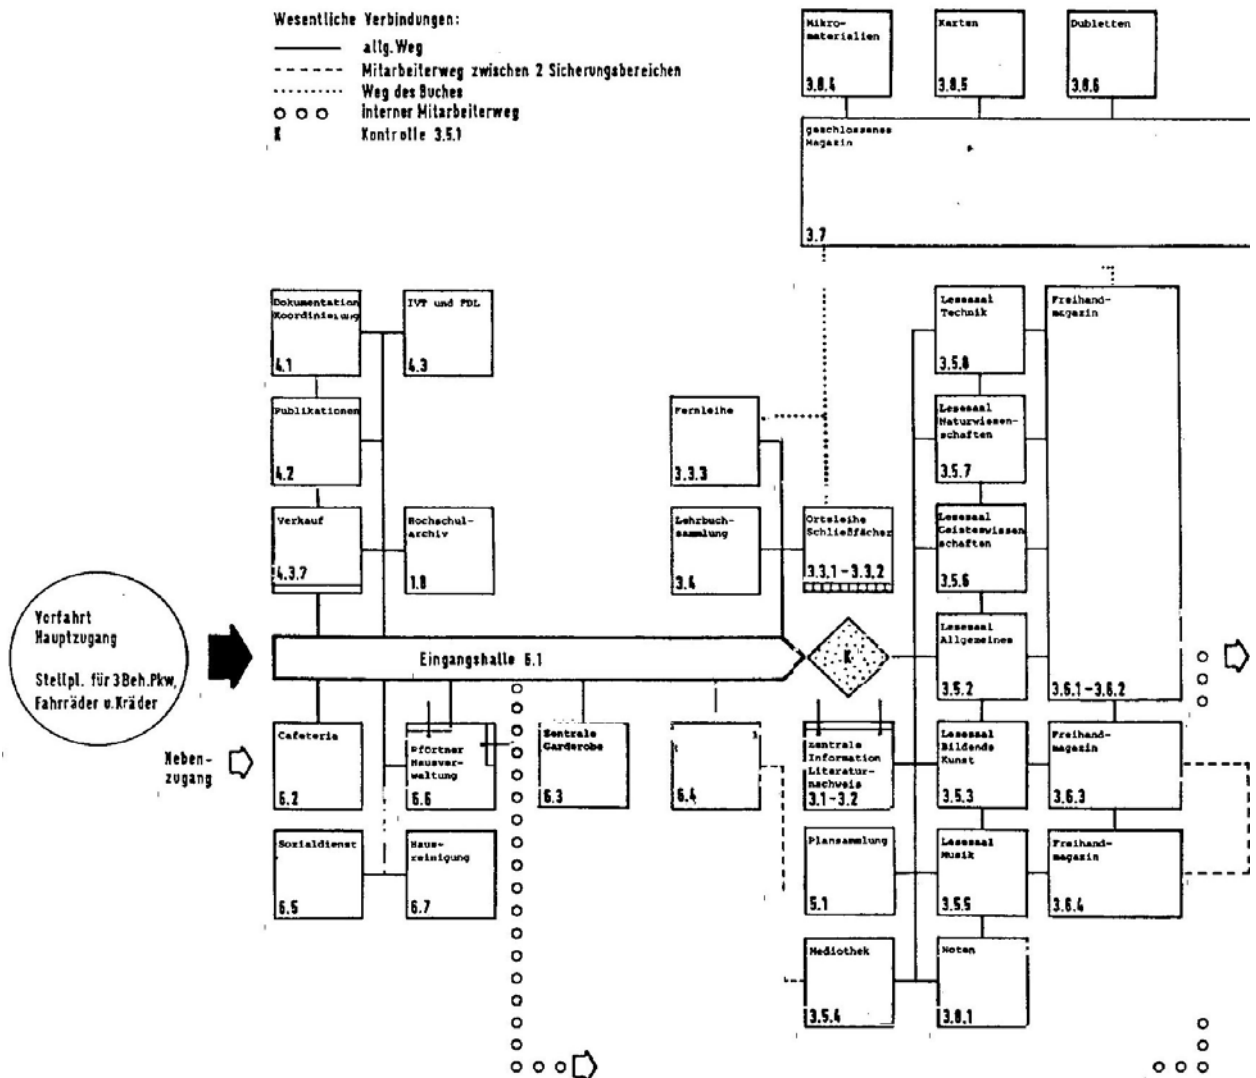 Wesentliche Verbindungen:
allg. Weg
Mitarbeiterweg zwischen 2 Sicherungsbereichen
Weg des Buches
interner Mitarbeiterweg
K Kontrolle 3.5.1
Mikro-
materialien
3.8.4
Karten
3.8.5
Dubletten
3.8.6
geschlossenes
Magazin
3.7
Dokumentation
Koordinierung
4.1
IVT und FDL
4.3
Publikationen
4.2
Verkauf
4.3.7
Hochschul-
archiv
1.8
Fernleihe
3.3.3
Lehrbuch-
sammlung
3.4
Ortsleihe
Schließfächer
3.3.1-3.3.2
Lesesaal
Technik
3.5.8
Lesesaal
Naturwissen-
schaften
3.5.7
Lesesaal
Geisteswissen
schaften
3.5.6
Lesesaal
Allgemeines
3.5.2
Freihand-
magazin
3.6.1-3.6.2
Vorfahrt
Hauptzugang
Stellpl. für 3 Beh. Pkw,
Fahrräder u. Kräder
Eingangshalle 6.1
K
Neben-
zugang
Cafeteria
6.2
Pförtner
Hausver-
waltung
6.6
Zentrale
Garderobe
6.3
6.4
zentrale
Information
Literatur-
nachweis
3.1-3.2
Lesesaal
Bildende
Kunst
3.5.3
Freihand-
magazin
3.6.3
Sozialdienst
6.5
Haus-
reinigung
6.7
Plansammlung
5.1
Lesesaal
Musik
3.5.5
Freihand-
magazin
3.6.4
Mediothek
3.5.4
Noten
3.8.1